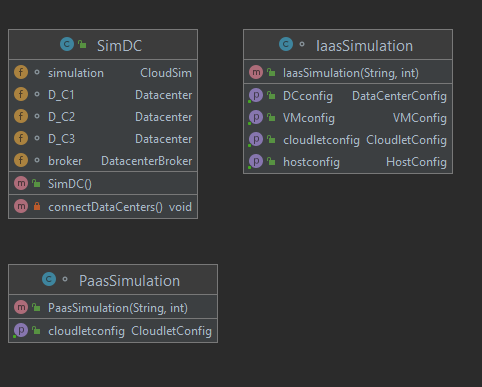 SimDC
simulation CloudSim
D_C1 Datacenter
D_C2 Datacenter
D_C3 Datacenter
broker DatacenterBroker
SimDC()
connectDataCenters() void
IaasSimulation
IaasSimulation(String, int)
DCconfig DataCenterConfig
VMconfig VMConfig
cloudletconfig CloudletConfig
hostconfig HostConfig
PaasSimulation
PaasSimulation(String, int)
cloudletconfig CloudletConfig